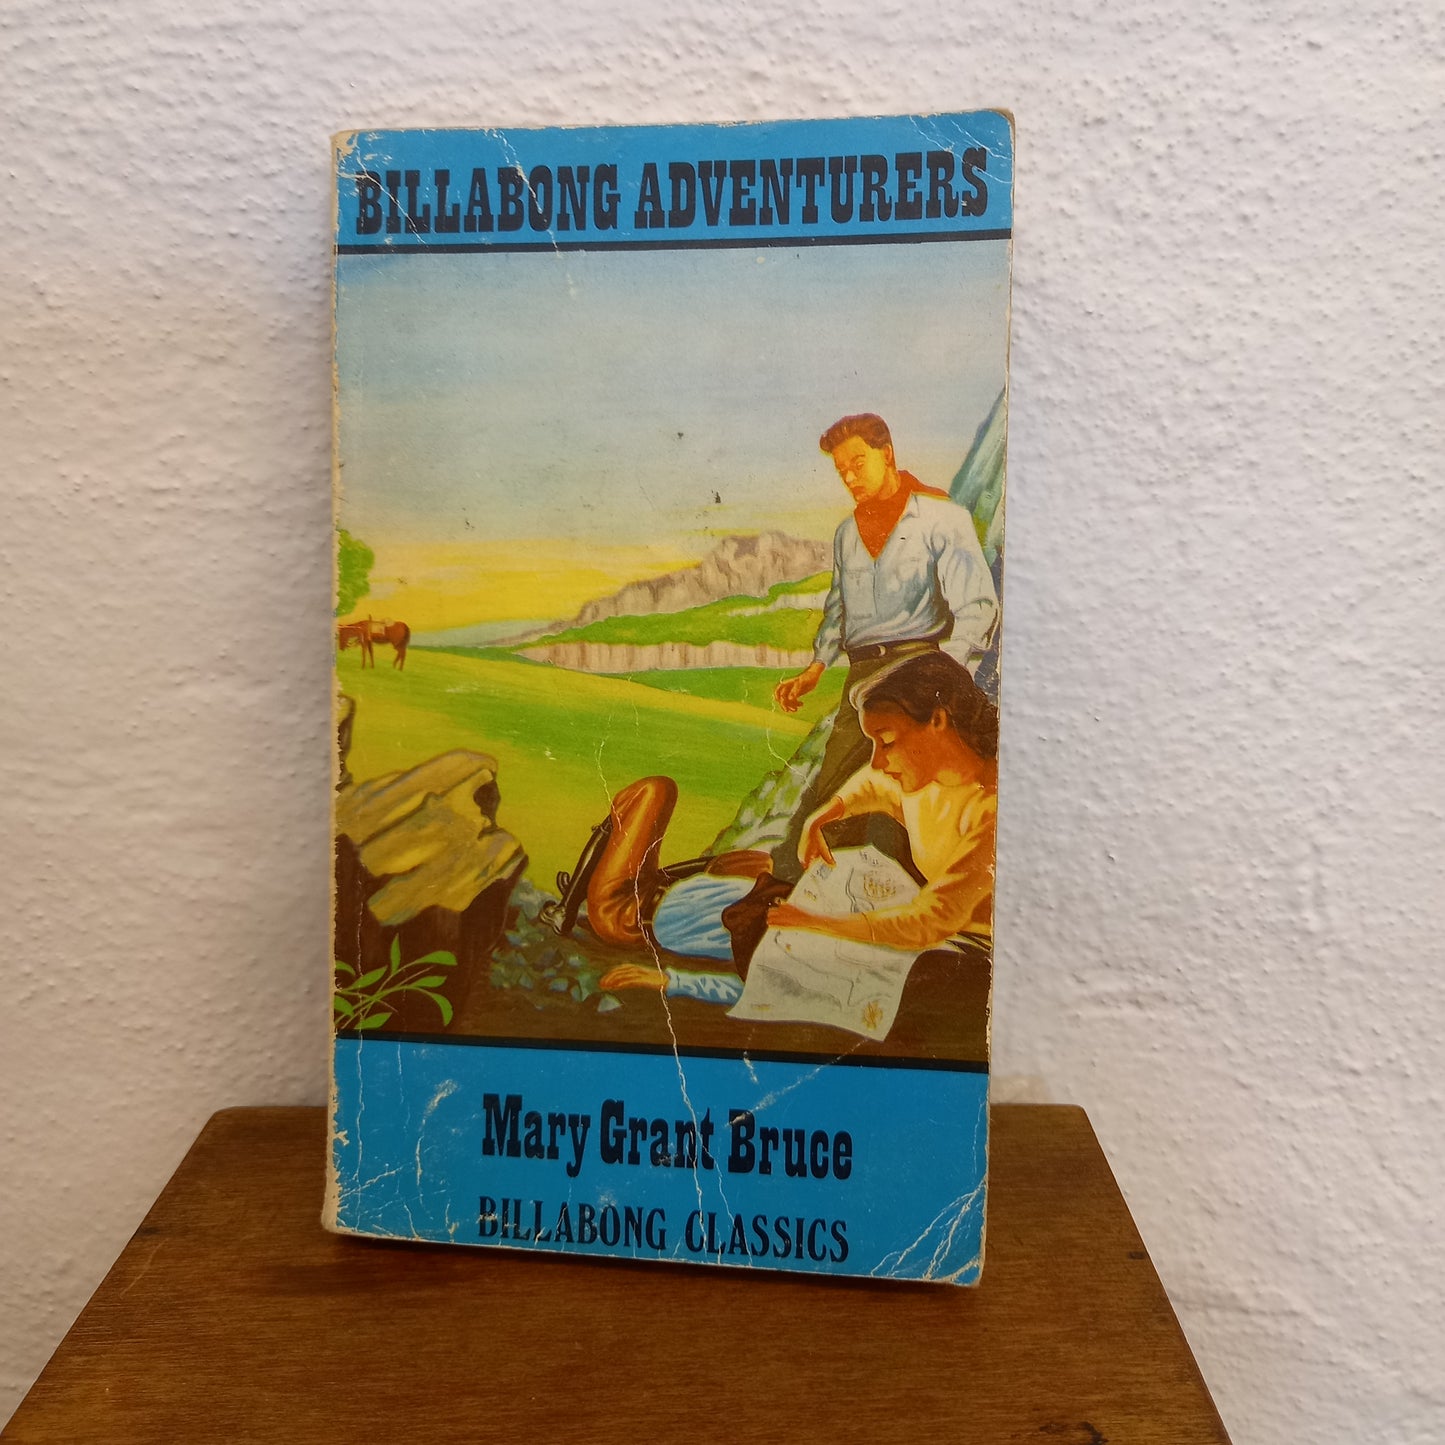 BILLABONG ADVENTURERS
Mary Grant Bruce
BILLABONG CLASSICS